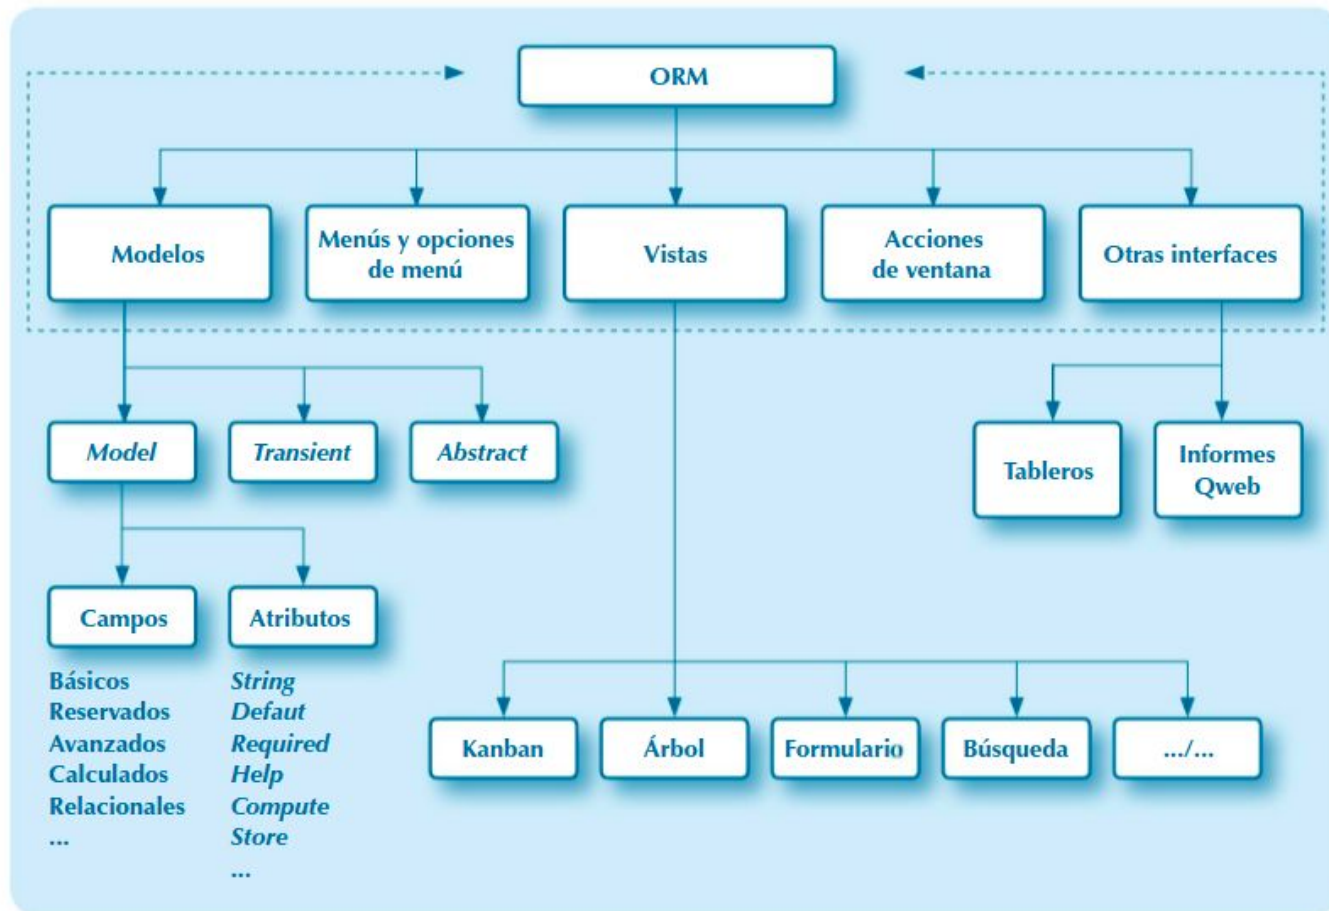 ORM
Modelos
Menús y opciones
de menú
Vistas
Acciones
de ventana
Otras interfaces
Model
Transient
Abstract
Tableros
Informes
Qweb
Campos
Atributos
Básicos
Reservados
Avanzados
Calculados
Relacionales
...
String
Defaut
Required
Help
Compute
Store
...
Kanban
Árbol
Formulario
Búsqueda
.../...